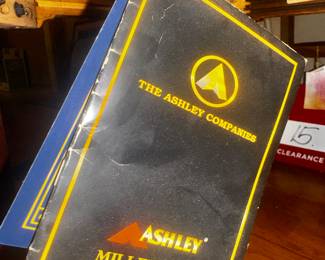 THE ASHLEY COMPANIES
ASHLEY®
15.
CLEARANCE